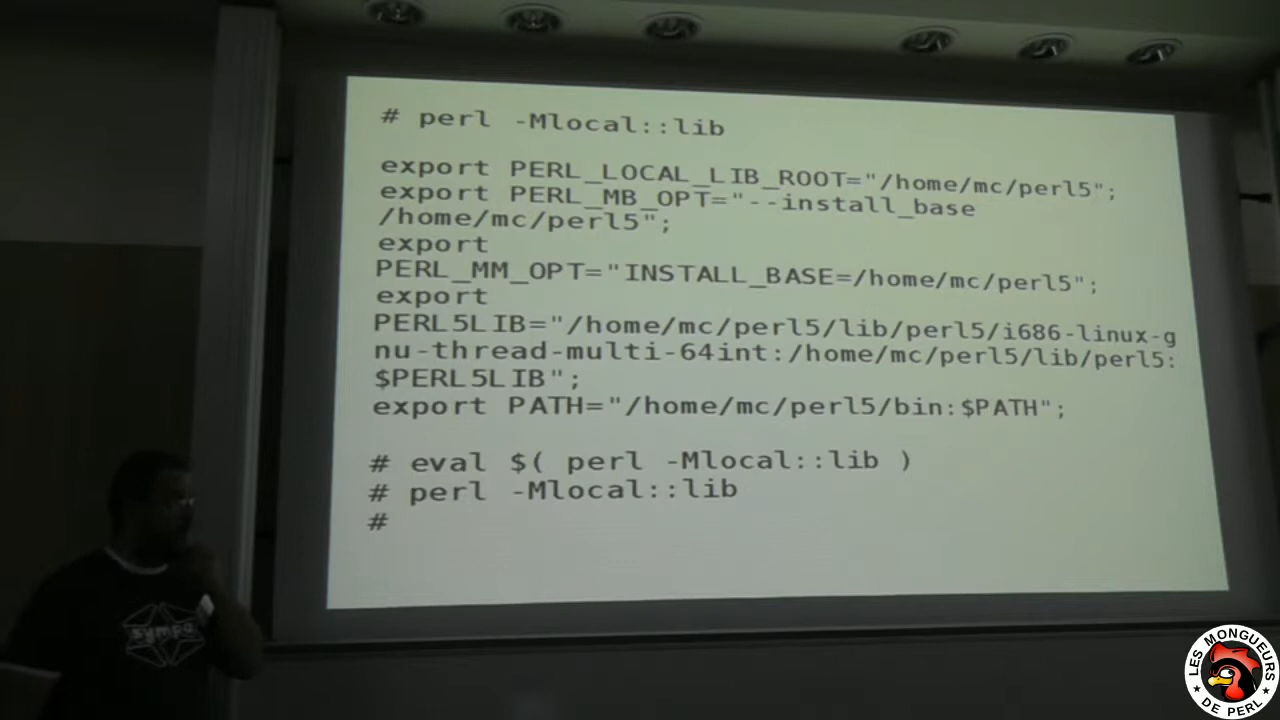 # perl -Mlocal::lib
export PERL_LOCAL_LIB_ROOT="/home/mc/perl5";
export PERL_MB_OPT="--install_base
/home/mc/perl5";
export
PERL_MM_OPT="INSTALL_BASE=/home/mc/perl5";
export
PERL5LIB="/home/mc/perl5/lib/perl5/i686-linux-g
nu-thread-multi-64int:/home/mc/perl5/lib/perl5:
$PERL5LIB";
export PATH="/home/mc/perl5/bin:$PATH";
# eval $( perl -Mlocal::lib )
# perl -Mlocal::lib
#
sympa
LES MONGUEURS
★ DE PERL ★